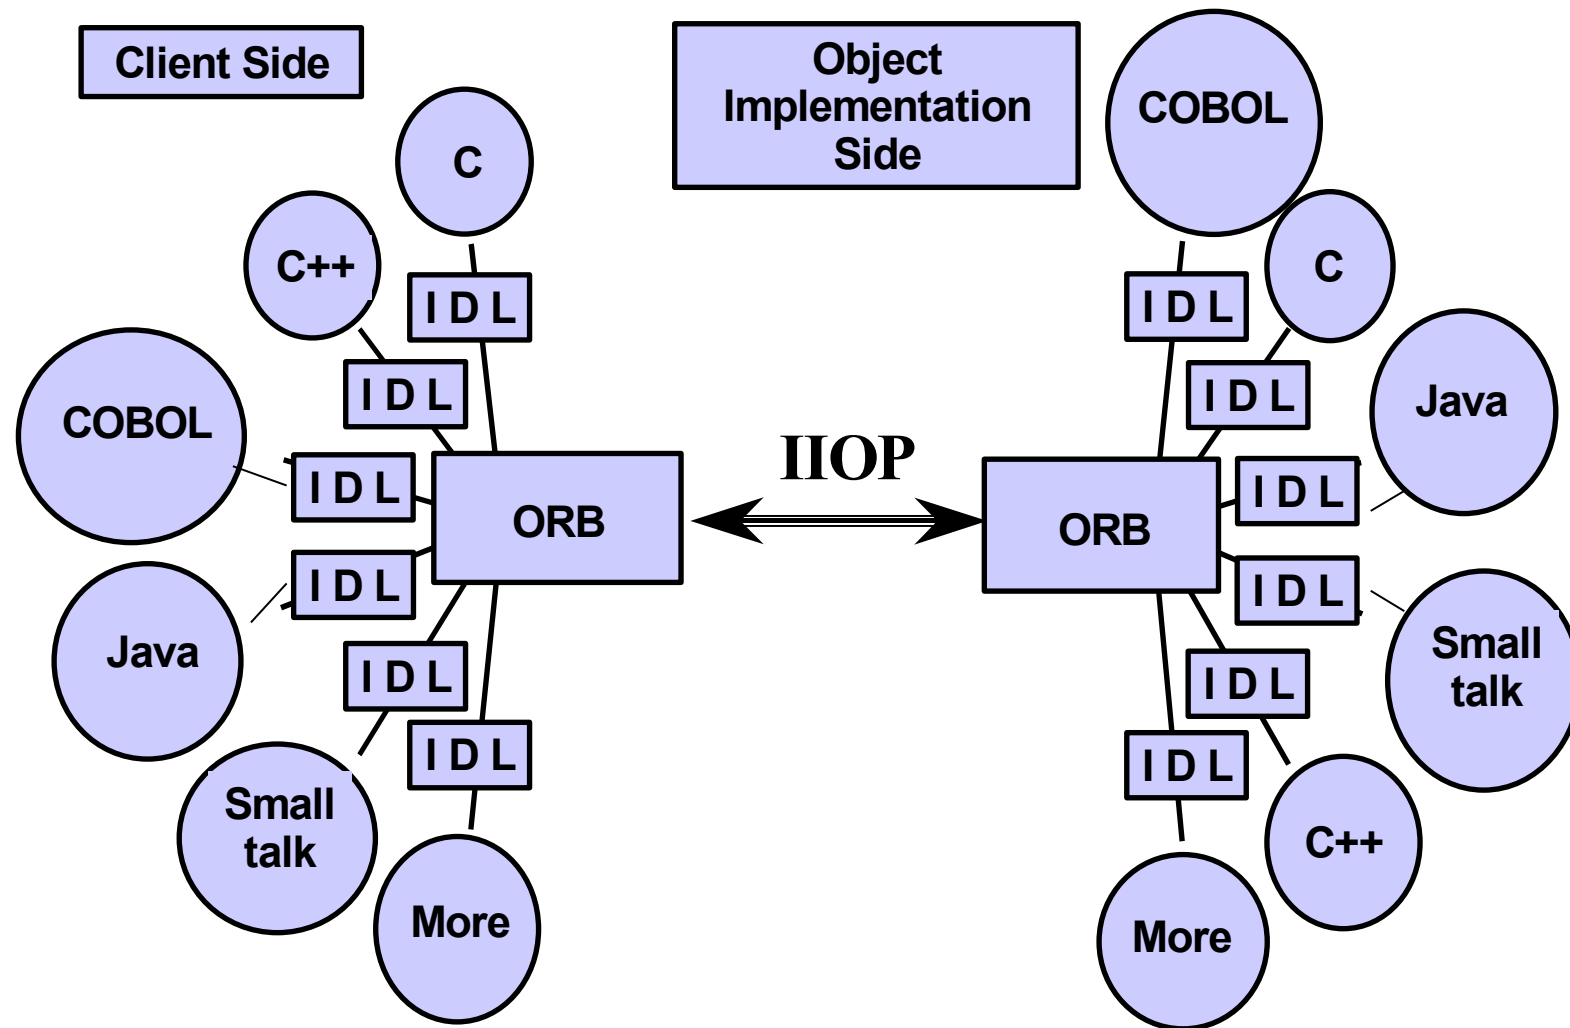 Client Side
Object
Implementation
Side
C
I D L
C++
I D L
COBOL
I D L
ORB
Java
I D L
Small
talk
I D L
More
I D L
IIOP
COBOL
I D L
C
I D L
Java
I D L
ORB
Small
talk
I D L
C++
I D L
More
I D L